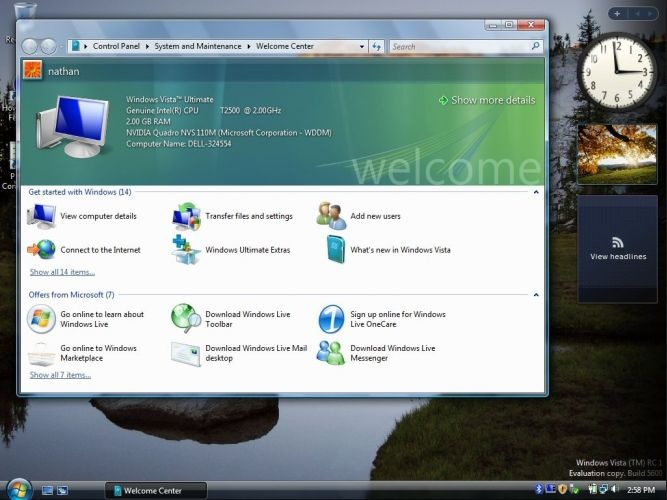 Control Panel
System and Maintenance
Welcome Center
Search
nathan
Windows Vista™ Ultimate
Genuine Intel(R) CPU T2500 @ 2.00GHz
2.00 GB RAM
NVIDIA Quadro NVS 110M (Microsoft Corporation - WDDM)
Computer Name: DELL-324554
Show more details
welcome
Get started with Windows (14)
View computer details
Transfer files and settings
Add new users
Connect to the Internet
Windows Ultimate Extras
What's new in Windows Vista
Show all 14 items...
Offers from Microsoft (7)
Go online to learn about
Windows Live
Download Windows Live
Toolbar
Sign up online for Windows
Live OneCare
Go online to Windows
Marketplace
Download Windows Live Mail
desktop
Download Windows Live
Messenger
Show all 7 items...
View headlines
Windows Vista (TM) RC 1
Evaluation copy. Build 5600
Welcome Center
2:58 PM